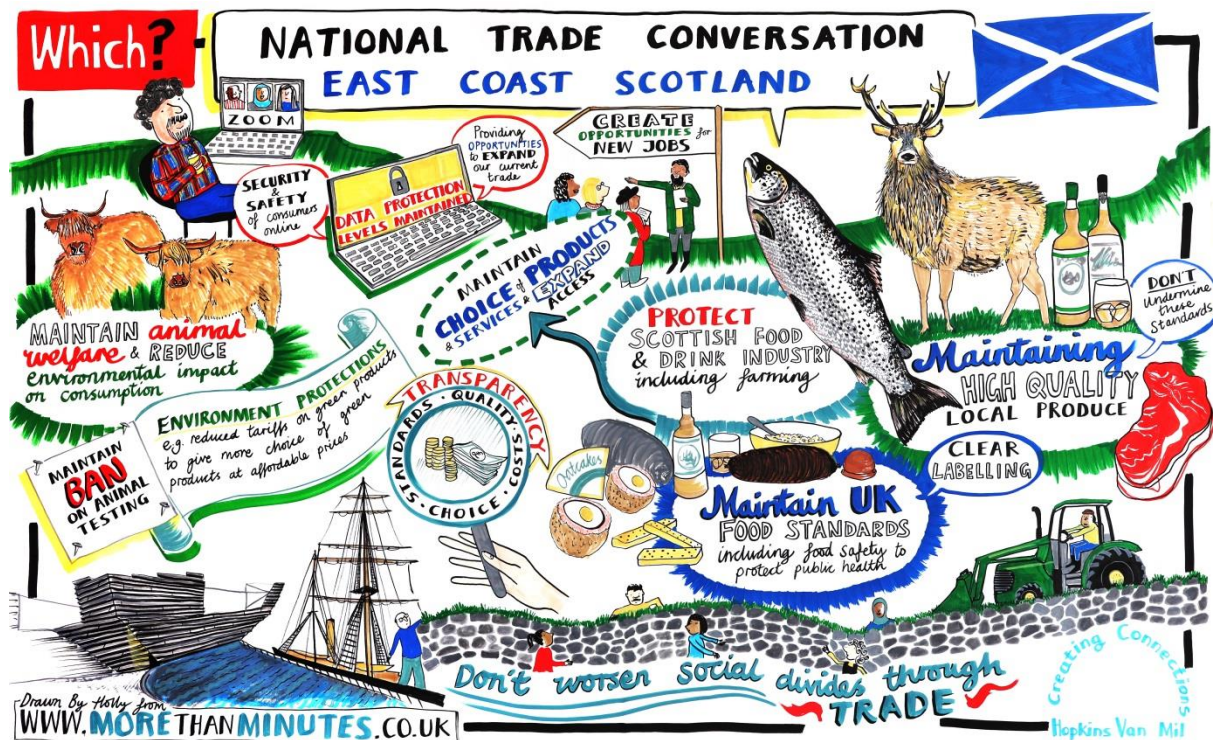 Which?
NATIONAL TRADE CONVERSATION
EAST COAST SCOTLAND
ZOOM
SECURITY
& SAFETY
of consumers
online
Providing
OPPORTUNITIES
to EXPAND
our current
trade
DATA PROTECTION
LEVELS MAINTAINED
CREATE
OPPORTUNITIES for
NEW JOBS
MAINTAIN
CHOICE of PRODUCTS
& SERVICES & EXPAND
ACCESS
MAINTAIN animal
welfare & REDUCE
environmental impact
on consumption
PROTECT
SCOTTISH FOOD
& DRINK INDUSTRY
including farming
DON'T
undermine
these
Standards
Maintaining
HIGH QUALITY
LOCAL PRODUCE
CLEAR
LABELLING
ENVIRONMENT PROTECTIONS
e.g. reduced tariffs on green products
to give more choice of green
products at affordable prices
MAINTAIN
BAN
ON ANIMAL
TESTING
TRANSPARENCY
STANDARDS · QUALITY · COSTS · CHOICE ·
Oatcakes
Maintain UK
FOOD STANDARDS
including food safety to
protect public health
Don't worsen social divides through
TRADE
Drawn By Holly from
WWW.MORETHANMINUTES.CO.UK
Creating Connections
Hopkins Van Mil